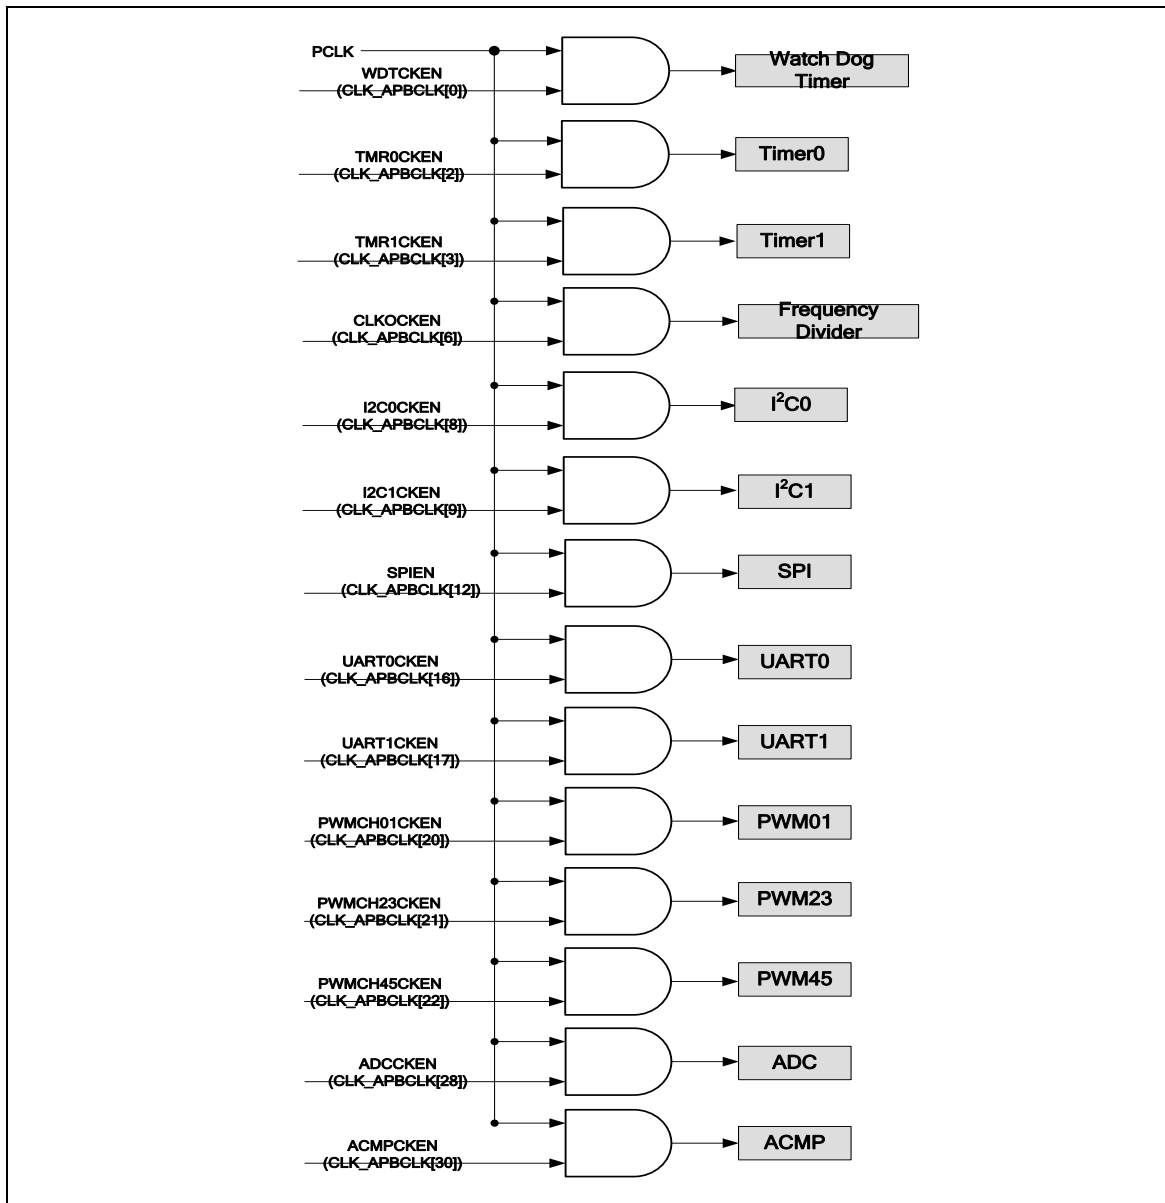 PCLK
WDTCKEN
(CLK_APBCLK[0])
Watch Dog
Timer
TMR0CKEN
(CLK_APBCLK[2])
Timer0
TMR1CKEN
(CLK_APBCLK[3])
Timer1
CLKOCKEN
(CLK_APBCLK[6])
Frequency
Divider
I2C0CKEN
(CLK_APBCLK[8])
I²C0
I2C1CKEN
(CLK_APBCLK[9])
I²C1
SPIEN
(CLK_APBCLK[12])
SPI
UART0CKEN
(CLK_APBCLK[16])
UART0
UART1CKEN
(CLK_APBCLK[17])
UART1
PWMCH01CKEN
(CLK_APBCLK[20])
PWM01
PWMCH23CKEN
(CLK_APBCLK[21])
PWM23
PWMCH45CKEN
(CLK_APBCLK[22])
PWM45
ADCCKEN
(CLK_APBCLK[28])
ADC
ACMPCKEN
(CLK_APBCLK[30])
ACMP